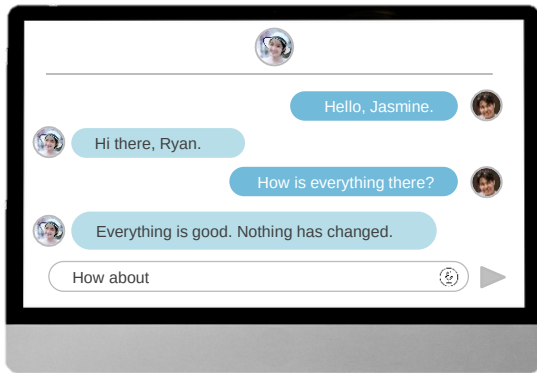 Hello, Jasmine.
Hi there, Ryan.
How is everything there?
Everything is good. Nothing has changed.
How about